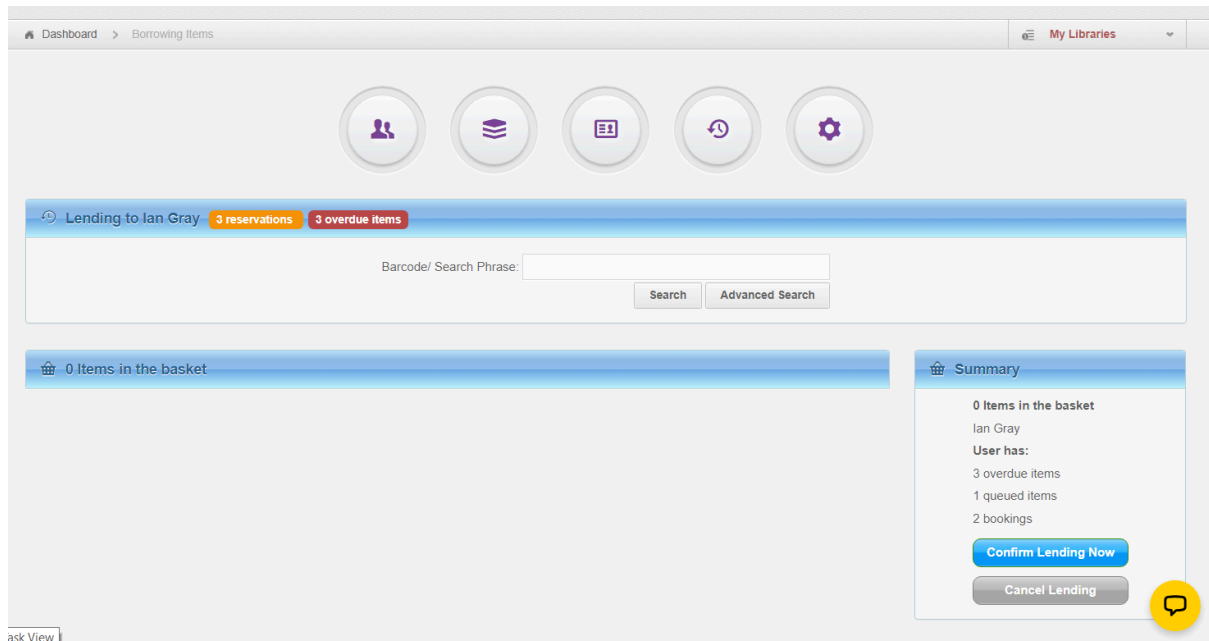 Dashboard > Borrowing Items
My Libraries
Lending to Ian Gray 3 reservations 3 overdue items
Barcode/ Search Phrase:
Search Advanced Search
0 Items in the basket
Summary
0 Items in the basket
Ian Gray
User has:
3 overdue items
1 queued items
2 bookings
Confirm Lending Now
Cancel Lending
ask View